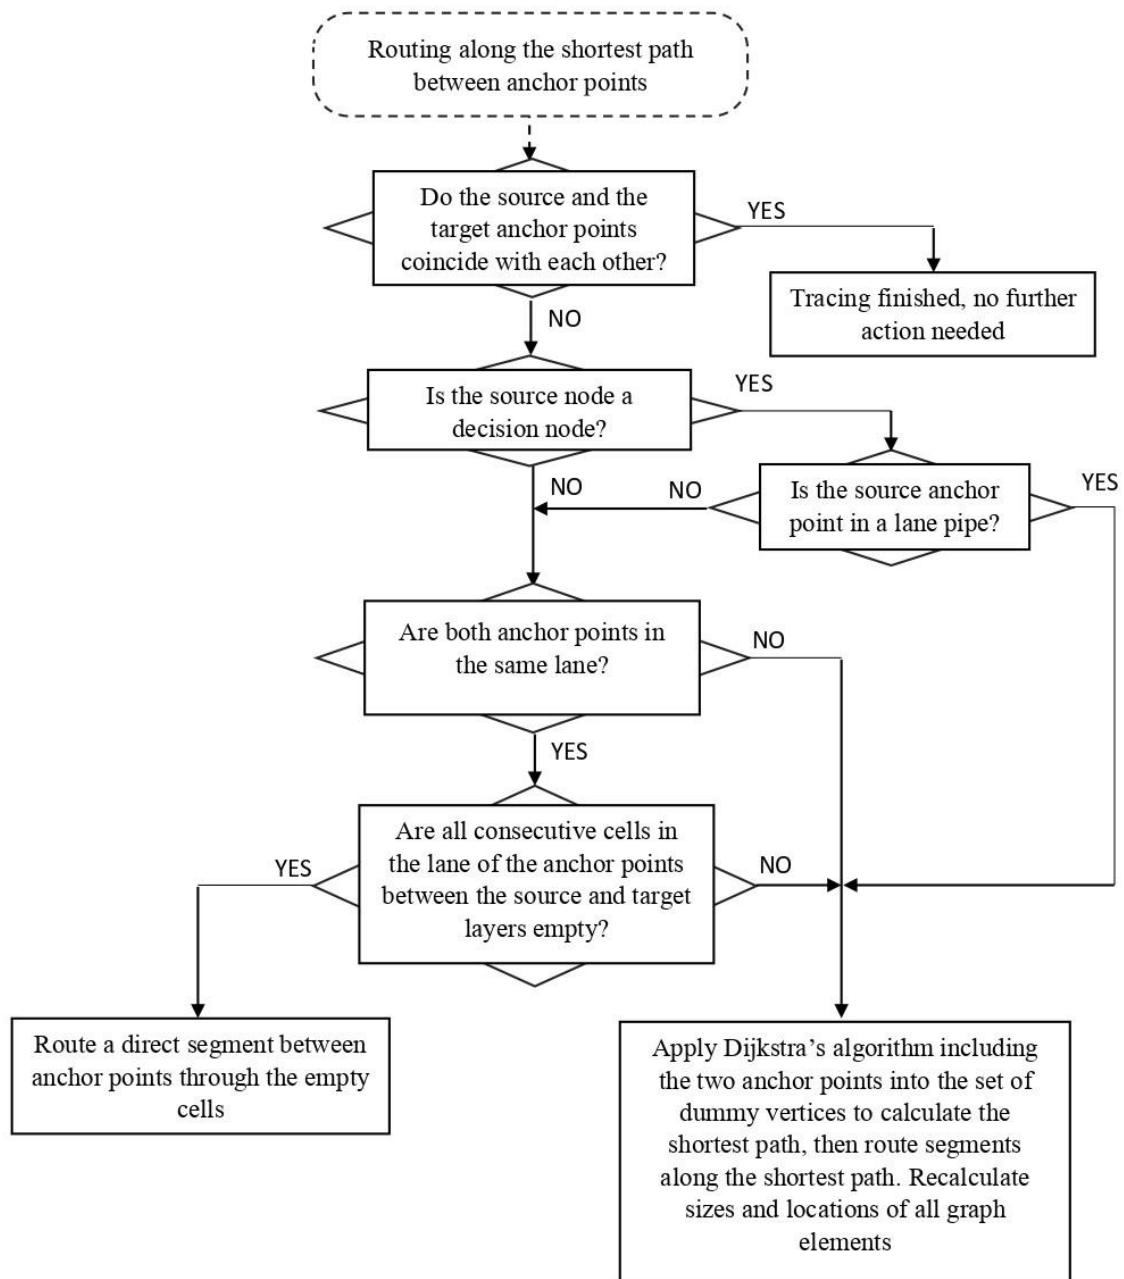 Routing along the shortest path
between anchor points
Do the source and the
target anchor points
coincide with each other?
YES
Tracing finished, no further
action needed
NO
Is the source node a
decision node?
YES
Is the source anchor
point in a lane pipe?
YES
NO
NO
Are both anchor points in
the same lane?
NO
YES
Are all consecutive cells in
the lane of the anchor points
between the source and target
layers empty?
YES
NO
Route a direct segment between
anchor points through the empty
cells
Apply Dijkstra’s algorithm including
the two anchor points into the set of
dummy vertices to calculate the
shortest path, then route segments
along the shortest path. Recalculate
sizes and locations of all graph
elements